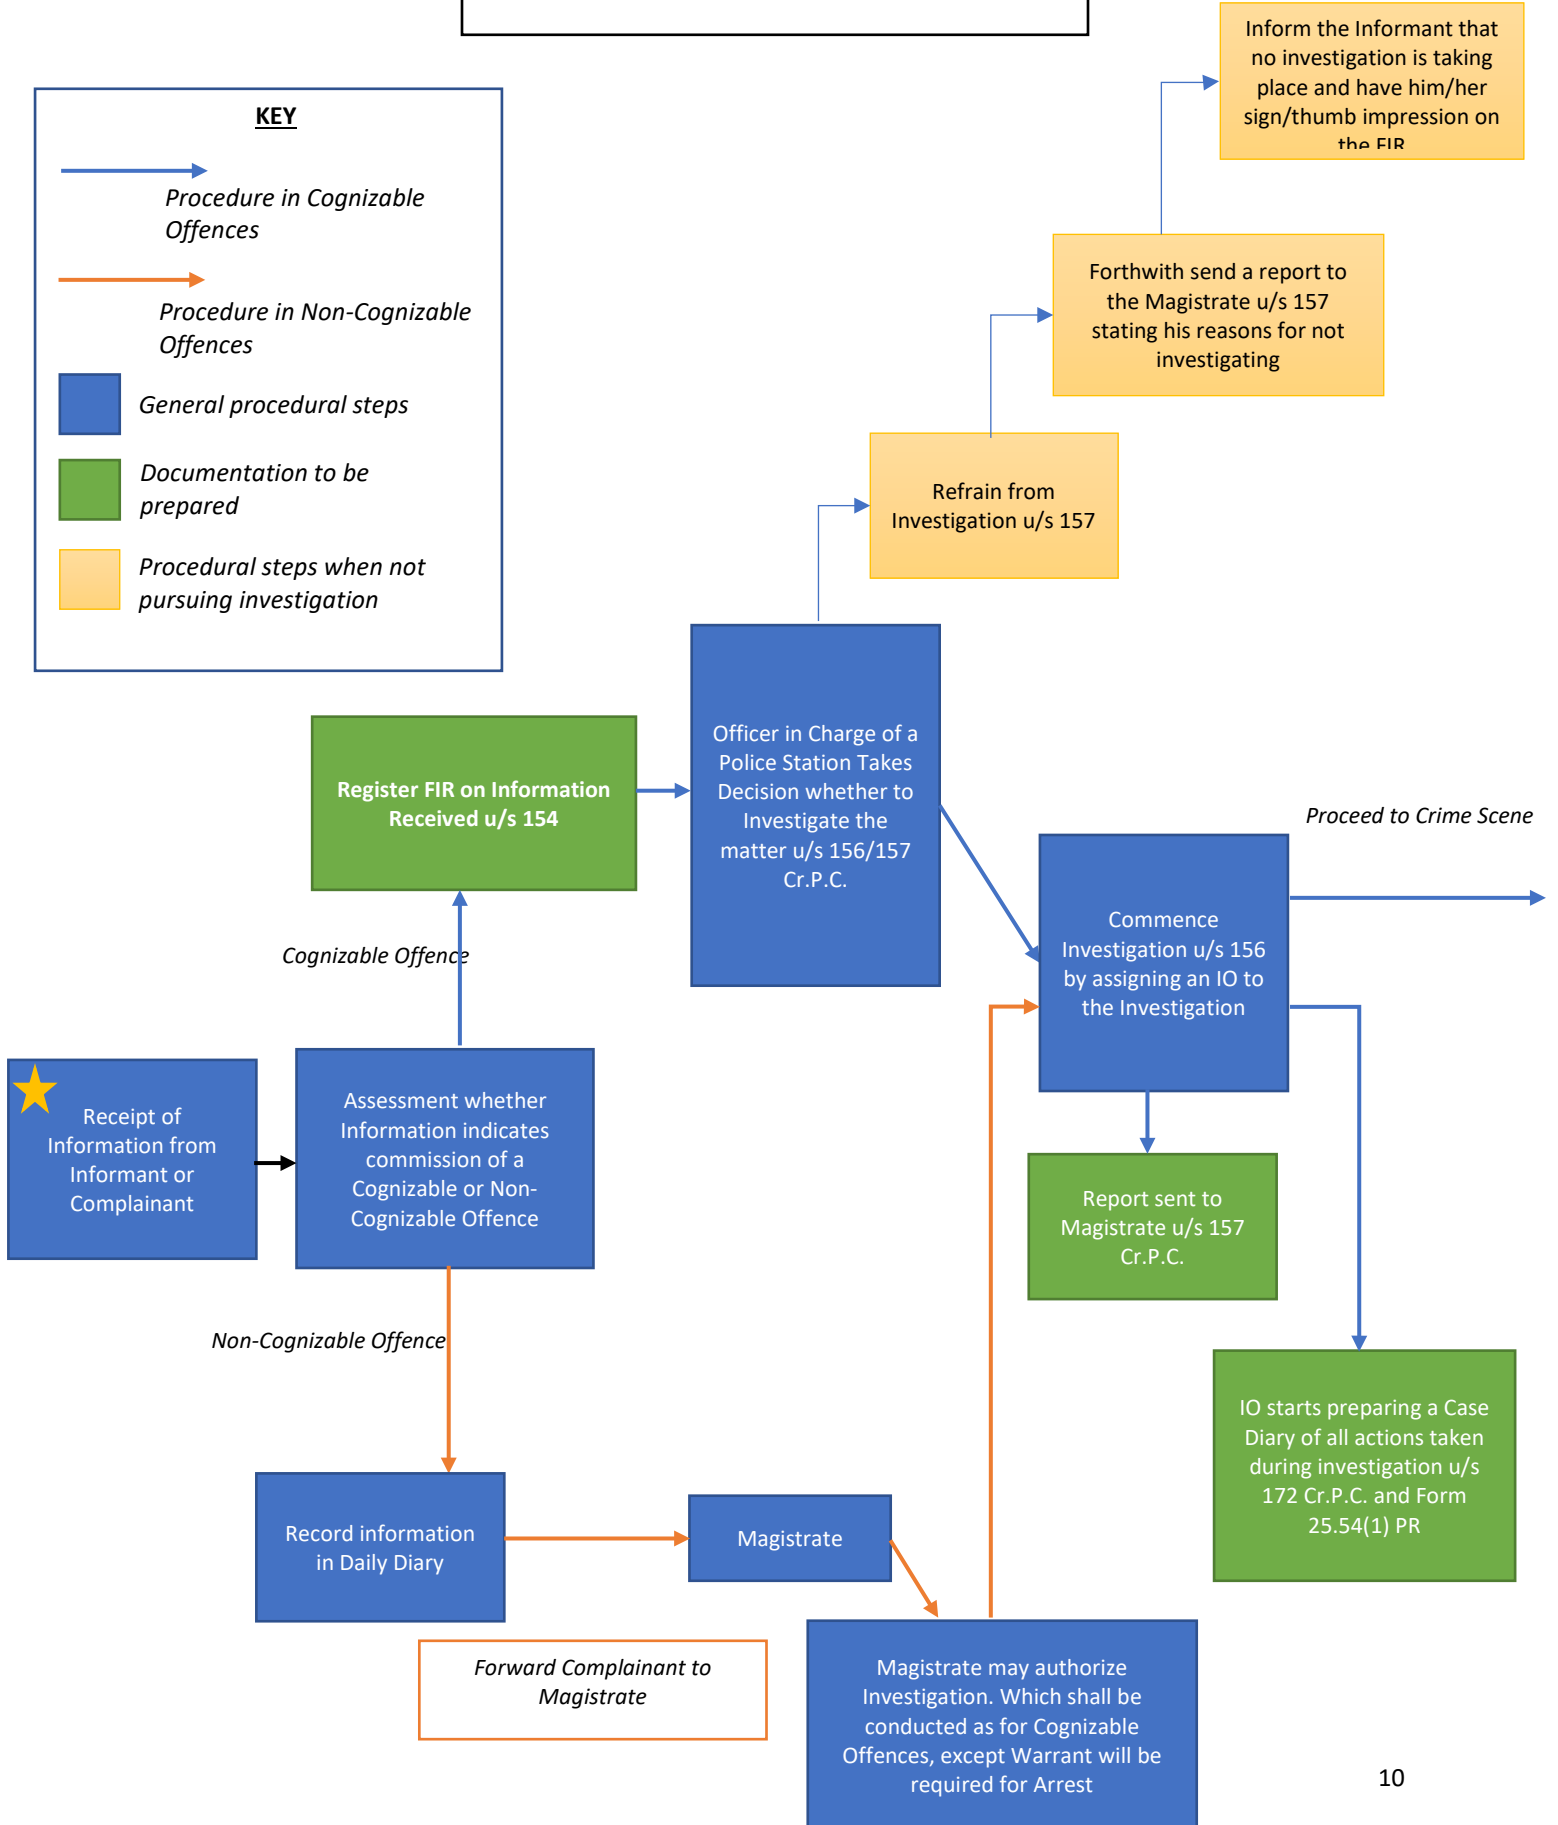 Inform the Informant that
no investigation is taking
place and have him/her
sign/thumb impression on
the FIR
KEY
Procedure in Cognizable
Offences
Procedure in Non-Cognizable
Offences
General procedural steps
Documentation to be
prepared
Procedural steps when not
pursuing investigation
Forthwith send a report to
the Magistrate u/s 157
stating his reasons for not
investigating
Refrain from
Investigation u/s 157
Officer in Charge of a
Police Station Takes
Decision whether to
Investigate the
matter u/s 156/157
Cr.P.C.
Register FIR on Information
Received u/s 154
Proceed to Crime Scene
Commence
Investigation u/s 156
by assigning an IO to
the Investigation
Cognizable Offence
Receipt of
Information from
Informant or
Complainant
Assessment whether
Information indicates
commission of a
Cognizable or Non-
Cognizable Offence
Report sent to
Magistrate u/s 157
Cr.P.C.
Non-Cognizable Offence
IO starts preparing a Case
Diary of all actions taken
during investigation u/s
172 Cr.P.C. and Form
25.54(1) PR
Record information
in Daily Diary
Magistrate
Forward Complainant to
Magistrate
Magistrate may authorize
Investigation. Which shall be
conducted as for Cognizable
Offences, except Warrant will be
required for Arrest
10